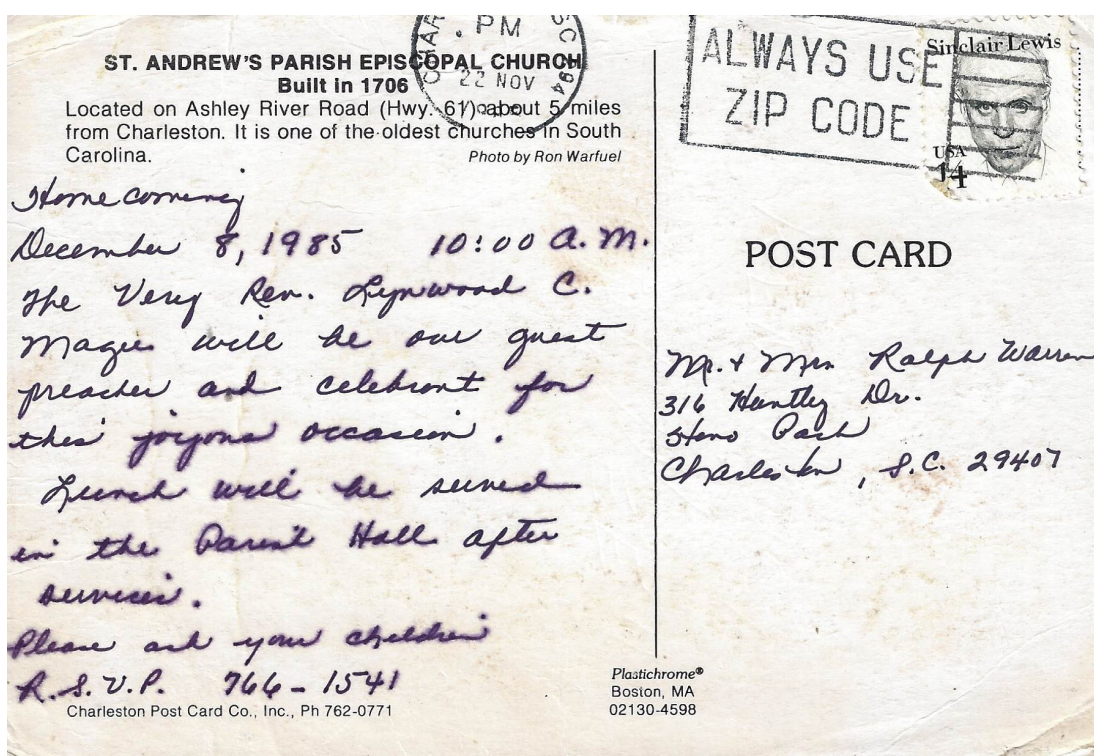 ST. ANDREW'S PARISH EPISCOPAL CHURCH
Built in 1706
Located on Ashley River Road (Hwy. 61) about 5 miles
from Charleston. It is one of the oldest churches in South
Carolina.
Photo by Ron Warfuel
Homecoming
December 8, 1985 10:00 A.M.
The Very Rev. Lynwood C.
Magee will be our guest
preacher and celebrant for
this joyous occasion.
Lunch will be served
in the Parish Hall after
services.
Please ask your children
R.S.V.P. 766-1541
Charleston Post Card Co., Inc., Ph 762-0771
Plastichrome®
Boston, MA
02130-4598
PM
SC 294
22 NOV
ALWAYS USE
ZIP CODE
Sinclair Lewis
USA
14
POST CARD
Mr. + Mrs Ralph Warren
316 Huntley Dr.
Charleston, S.C. 29407